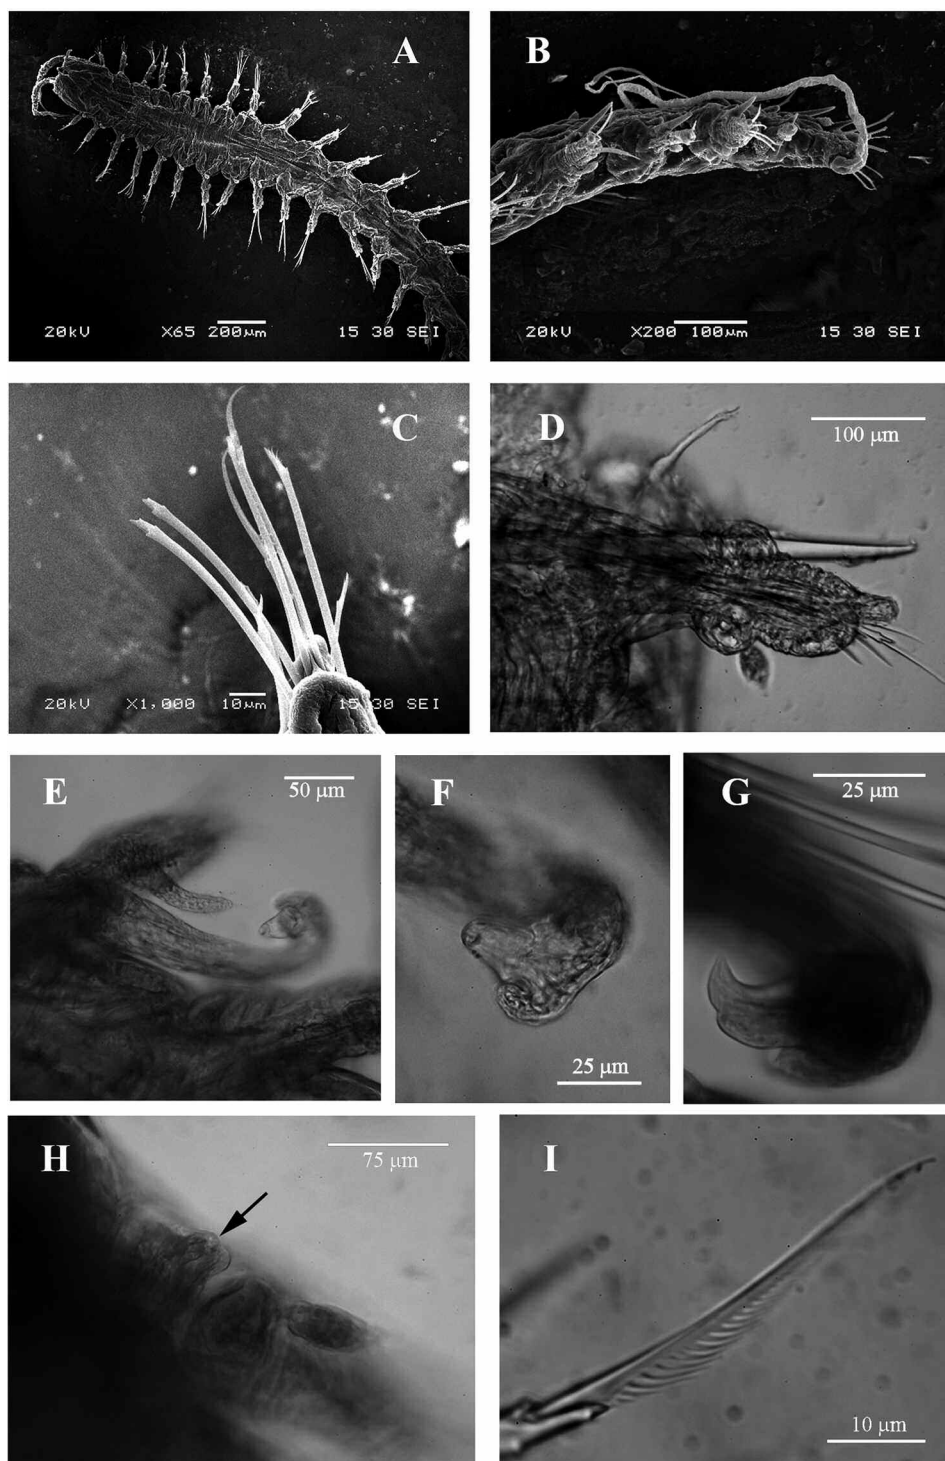 A
20kV X65 200µm 15 30 SEI
B
20kV X200 100µm 15 30 SEI
C
20kV X1,000 10µm 15 30 SEI
D
100 µm
E
50 µm
F
25 µm
G
25 µm
H
75 µm
I
10 µm